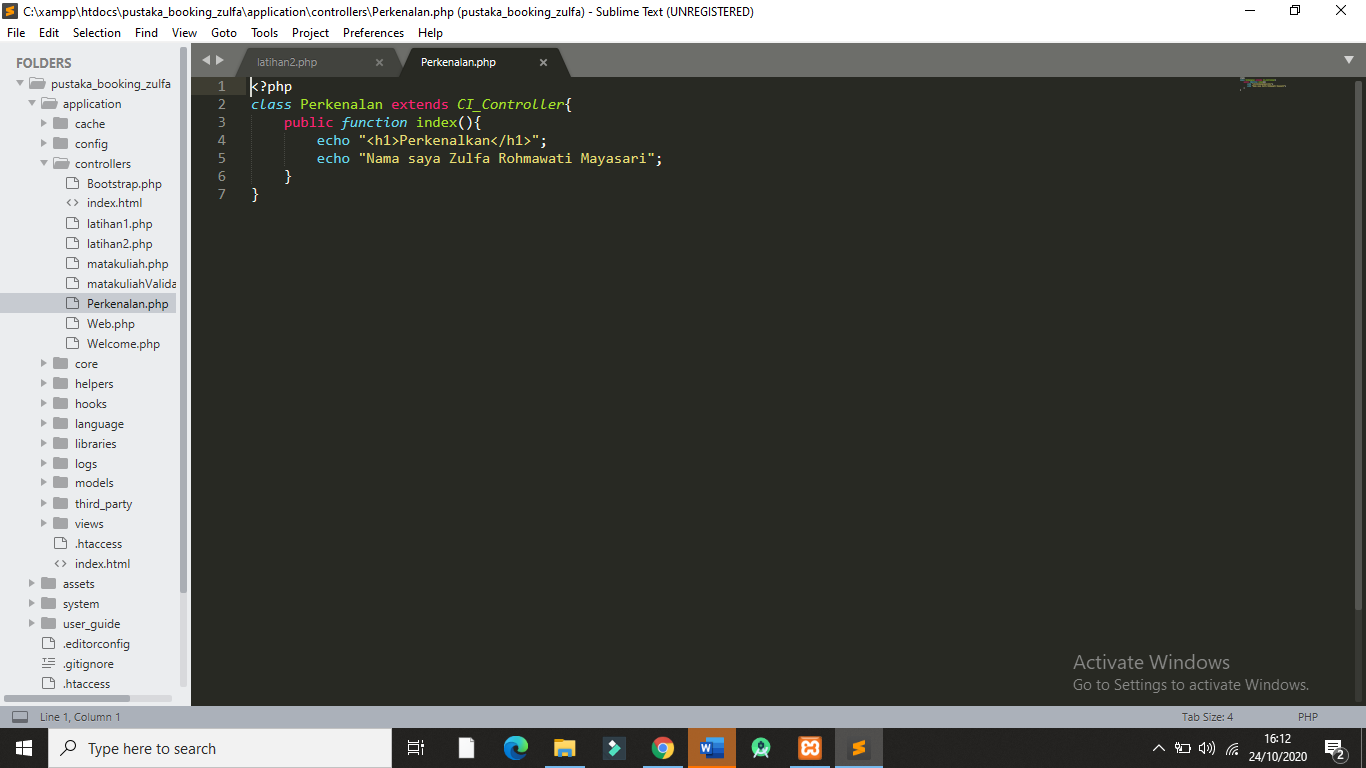 C:\xampp\htdocs\pustaka_booking_zulfa\application\controllers\Perkenalan.php (pustaka_booking_zulfa) - Sublime Text (UNREGISTERED)
File Edit Selection Find View Goto Tools Project Preferences Help
FOLDERS
pustaka_booking_zulfa
application
cache
config
controllers
Bootstrap.php
index.html
latihan1.php
latihan2.php
matakuliah.php
matakuliahValida
Perkenalan.php
Web.php
Welcome.php
core
helpers
hooks
language
libraries
logs
models
third_party
views
.htaccess
index.html
assets
system
user_guide
.editorconfig
.gitignore
.htaccess
latihan2.php Perkenalan.php
1 <?php
2 class Perkenalan extends CI_Controller{
3 public function index(){
4 echo "<h1>Perkenalkan</h1>";
5 echo "Nama saya Zulfa Rohmawati Mayasari";
6 }
7 }
Activate Windows
Go to Settings to activate Windows.
Line 1, Column 1 Tab Size: 4 PHP
Type here to search
16:12
24/10/2020
2